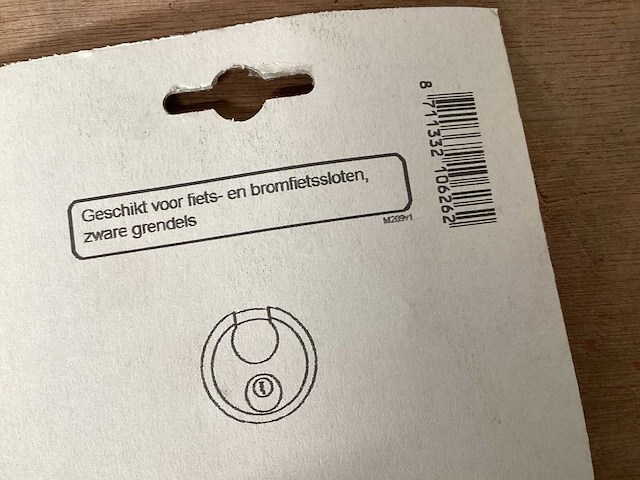 Geschikt voor fiets- en bromfietssloten,
zware grendels
M209v1
8 711332 106262